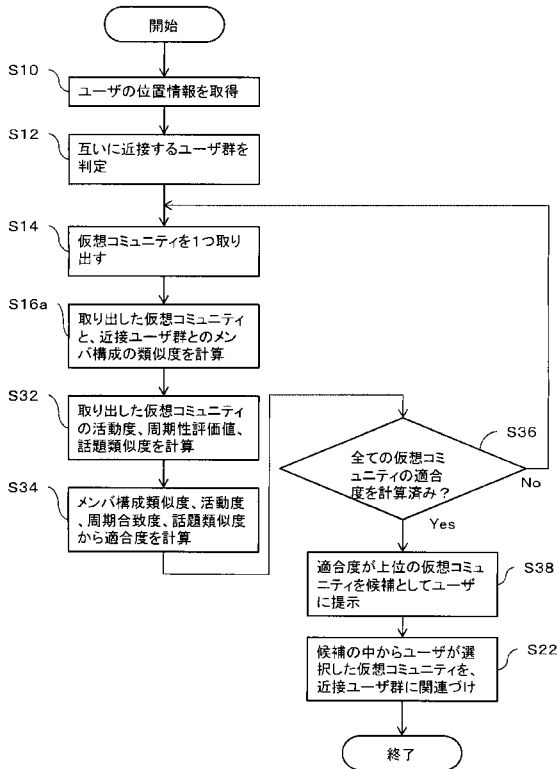 開始
S10
ユーザの位置情報を取得
S12
互いに近接するユーザ群を
判定
S14
仮想コミュニティを1つ取り
出す
S16a
取り出した仮想コミュニティ
と、近接ユーザ群とのメン
バ構成の類似度を計算
S32
取り出した仮想コミュニティ
の活動度、周期性評価値、
話題類似度を計算
S34
メンバ構成類似度、活動度
、周期合致度、話題類似度
から適合度を計算
S36
全ての仮想コミ
ュニティの適合
度を計算済み?
No
Yes
S38
適合度が上位の仮想コミュ
ニティを候補としてユーザ
に提示
S22
候補の中からユーザが選
択した仮想コミュニティを、
近接ユーザ群に関連づけ
終了